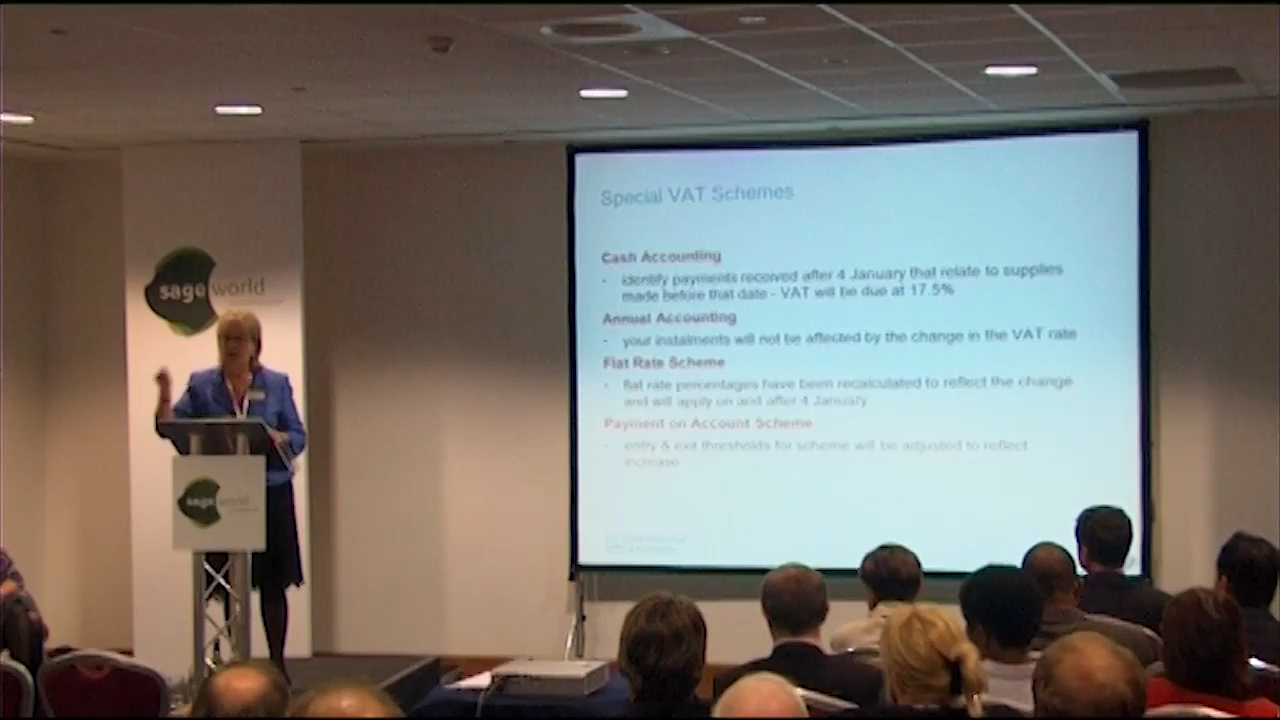 sage world
sage world
Special VAT Schemes
Cash Accounting
- identify payments received after 4 January that relate to supplies
made before that date - VAT will be due at 17.5%
Annual Accounting
- your instalments will not be affected by the change in the VAT rate
Flat Rate Scheme
- flat rate percentages have been recalculated to reflect the change
and will apply on and after 4 January
Payment on Account Scheme
- entry & exit thresholds for scheme will be adjusted to reflect
increase